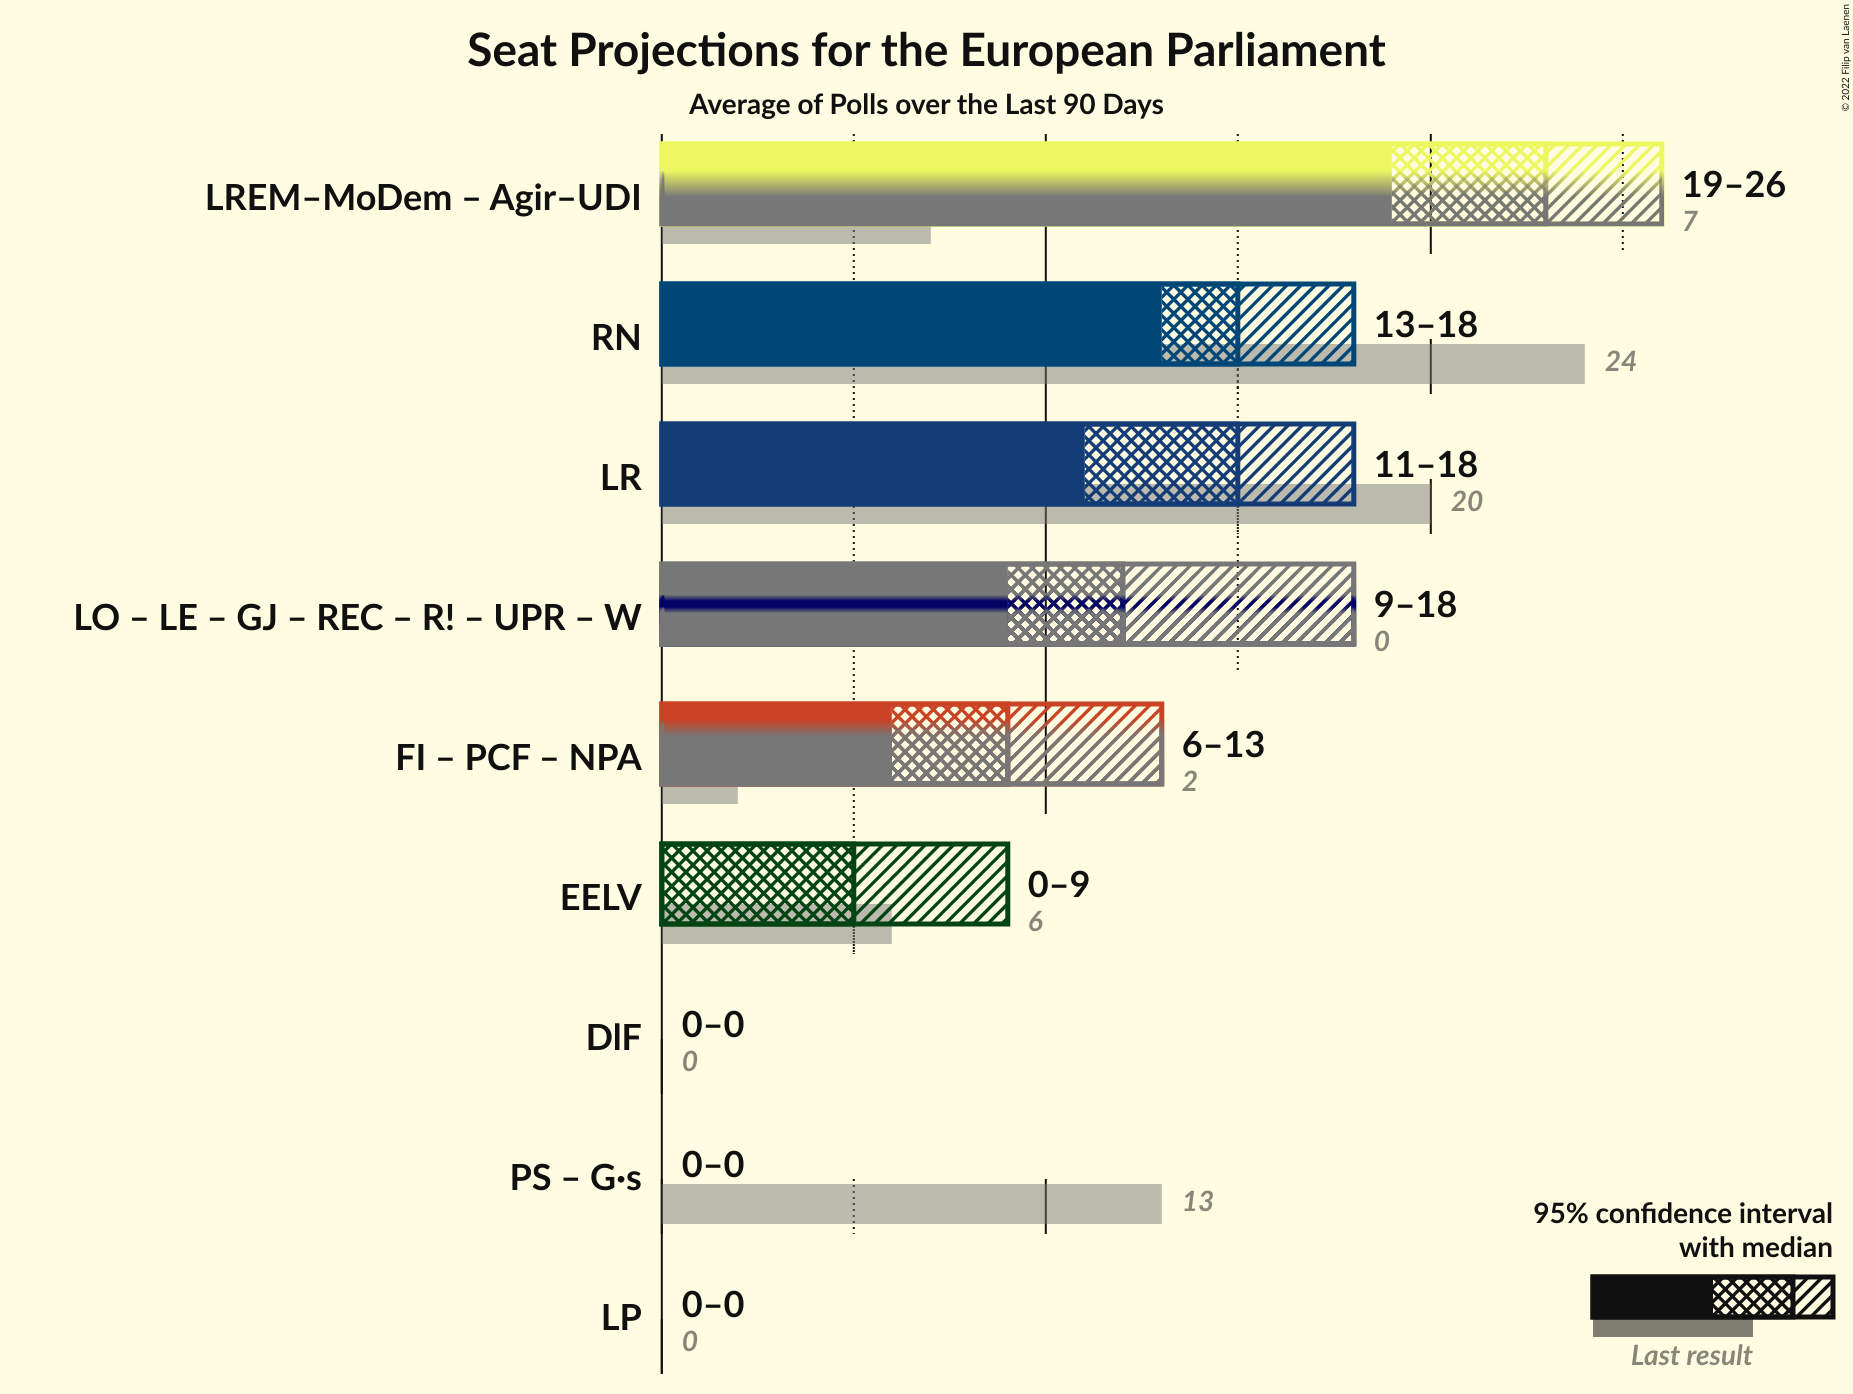 Seat Projections for the European Parliament
Average of Polls over the Last 90 Days
© 2022 Filip van Laenen
LREM–MoDem – Agir–UDI
19–26
7
RN
13–18
24
LR
11–18
20
LO – LE – GJ – REC – R! – UPR – W
9–18
0
FI – PCF – NPA
6–13
2
EELV
0–9
6
DlF
0–0
0
PS – G·s
0–0
13
LP
0–0
0
95% confidence interval
with median
Last result